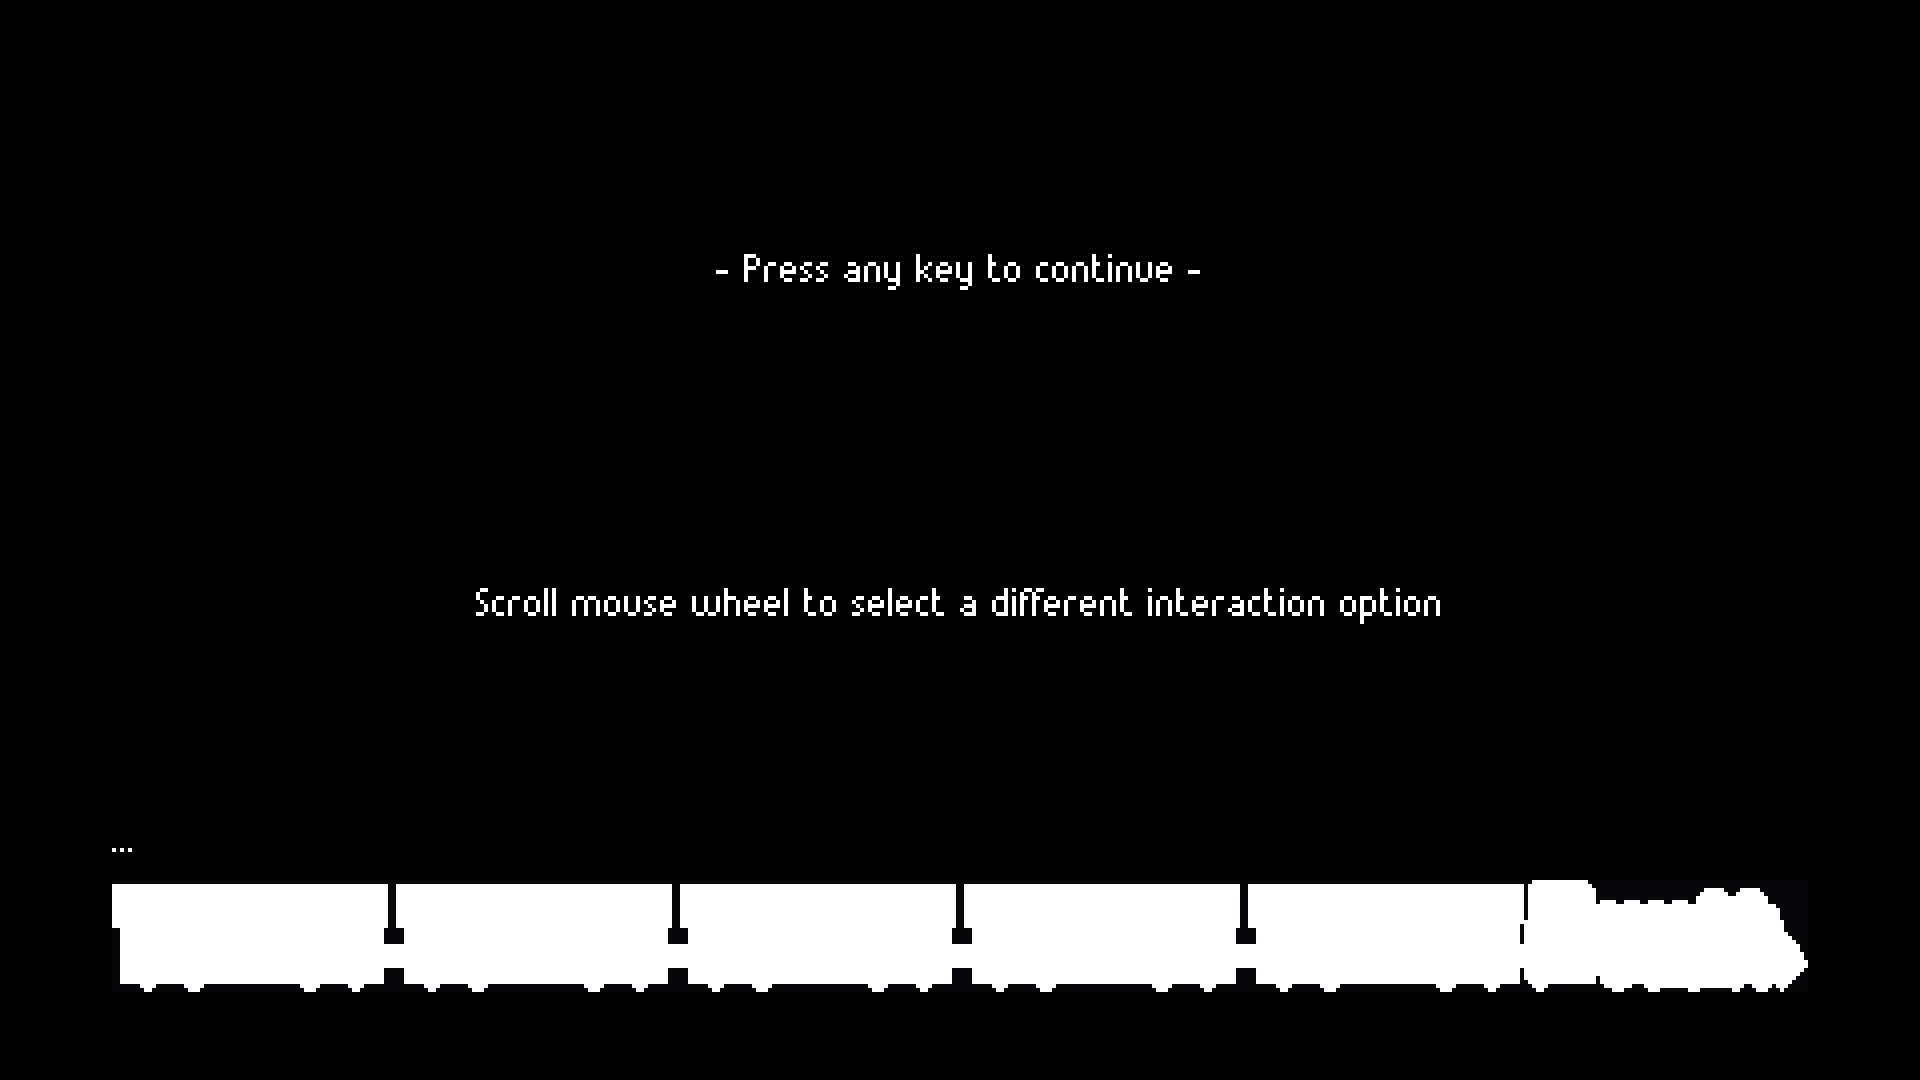 - Press any key to continue -
Scroll mouse wheel to select a different interaction option
...